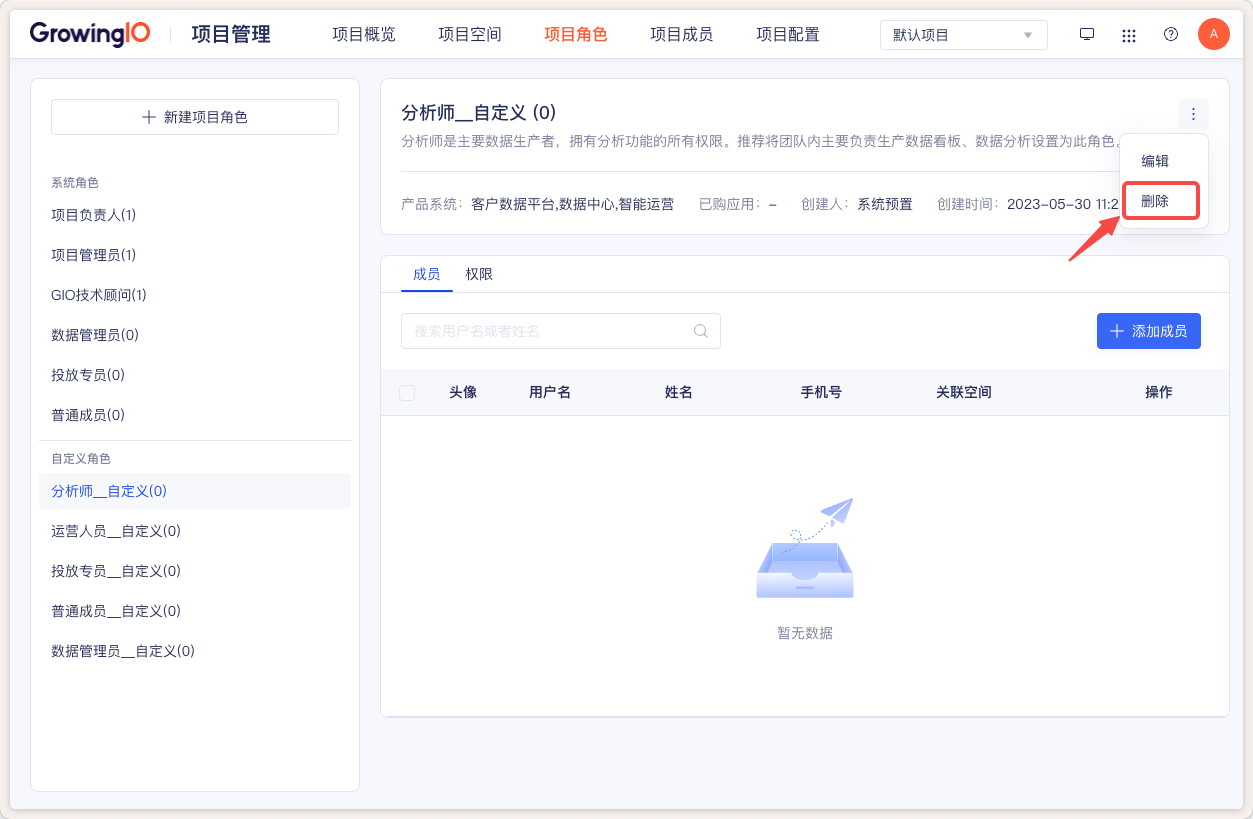 GrowingIO
项目管理
项目概览
项目空间
项目角色
项目成员
项目配置
默认项目
A
新建项目角色
系统角色
项目负责人(1)
项目管理员(1)
GIO技术顾问(1)
数据管理员(0)
投放专员(0)
普通成员(0)
自定义角色
分析师__自定义(0)
运营人员__自定义(0)
投放专员__自定义(0)
普通成员__自定义(0)
数据管理员__自定义(0)
分析师__自定义 (0)
分析师是主要数据生产者，拥有分析功能的所有权限。推荐将团队内主要负责生产数据看板、数据分析设置为此角色。
编辑
删除
产品系统： 客户数据平台,数据中心,智能运营 已购应用： – 创建人： 系统预置 创建时间： 2023-05-30 11:2
成员
权限
搜索用户名或者姓名
添加成员
头像 用户名 姓名 手机号 关联空间 操作
暂无数据